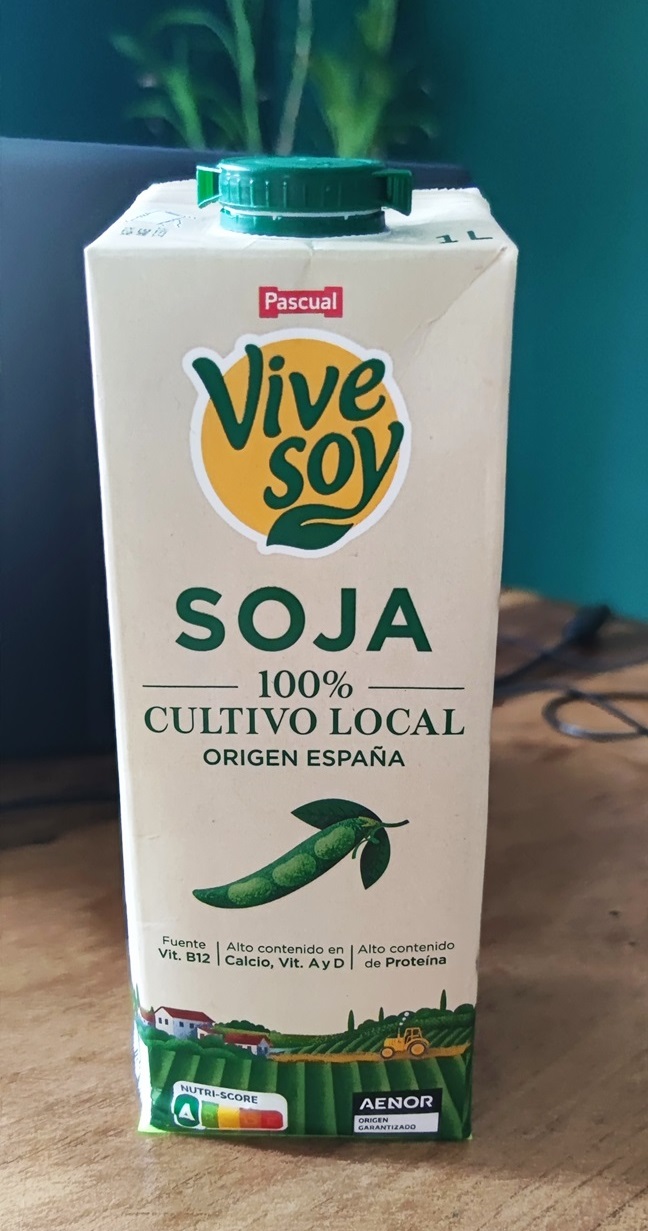 1L
Pascual
Vive
soy
SOJA
100%
CULTIVO LOCAL
ORIGEN ESPAÑA
Fuente
Vit. B12
Alto contenido en
Calcio, Vit. A y D
Alto contenido
de Proteína
NUTRI-SCORE
A
AENOR
ORIGEN
GARANTIZADO